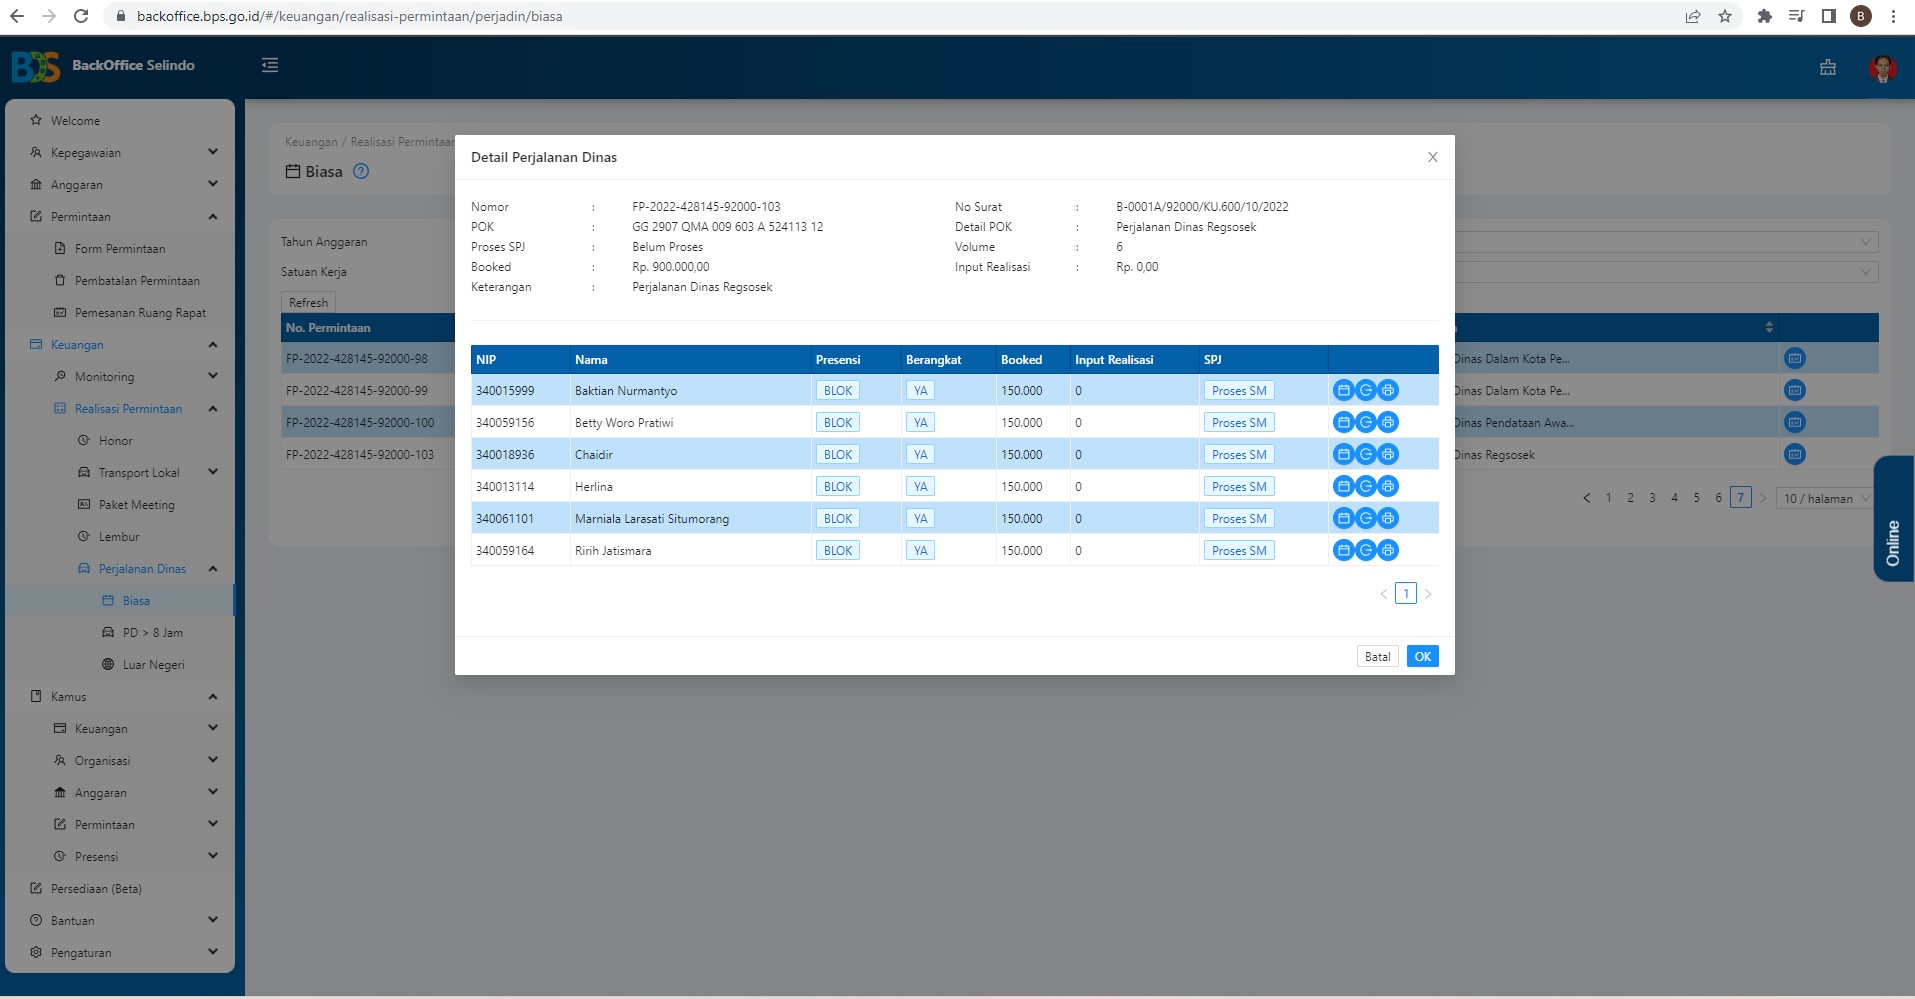 backoffice.bps.go.id/#/keuangan/realisasi-permintaan/perjadin/biasa
B
BPS
BackOffice Selindo
Welcome
Kepegawaian
Anggaran
Permintaan
Form Permintaan
Pembatalan Permintaan
Pemesanan Ruang Rapat
Keuangan
Monitoring
Realisasi Permintaan
Honor
Transport Lokal
Paket Meeting
Lembur
Perjalanan Dinas
Biasa
PD > 8 Jam
Luar Negeri
Kamus
Keuangan
Organisasi
Anggaran
Permintaan
Presensi
Persediaan (Beta)
Bantuan
Pengaturan
Keuangan / Realisasi Permintaan
Biasa
Tahun Anggaran
Satuan Kerja
Refresh
No. Permintaan
FP-2022-428145-92000-98
FP-2022-428145-92000-99
FP-2022-428145-92000-100
FP-2022-428145-92000-103
Detail Perjalanan Dinas
Nomor : FP-2022-428145-92000-103 No Surat : B-0001A/92000/KU.600/10/2022
POK : GG 2907 QMA 009 603 A 524113 12 Detail POK : Perjalanan Dinas Regsosek
Proses SPJ : Belum Proses Volume : 6
Booked : Rp. 900.000,00 Input Realisasi : Rp. 0,00
Keterangan : Perjalanan Dinas Regsosek
NIP Nama Presensi Berangkat Booked Input Realisasi SPJ
340015999 Baktian Nurmantyo BLOK YA 150.000 0 Proses SM
340059156 Betty Woro Pratiwi BLOK YA 150.000 0 Proses SM
340018936 Chaidir BLOK YA 150.000 0 Proses SM
340013114 Herlina BLOK YA 150.000 0 Proses SM
340061101 Marniala Larasati Situmorang BLOK YA 150.000 0 Proses SM
340059164 Ririh Jatismara BLOK YA 150.000 0 Proses SM
< 1 >
Batal OK
Dinas Dalam Kota Pe...
Dinas Dalam Kota Pe...
Dinas Pendataan Awa...
Dinas Regsosek
< 1 2 3 4 5 6 7 > 10 / halaman
Online